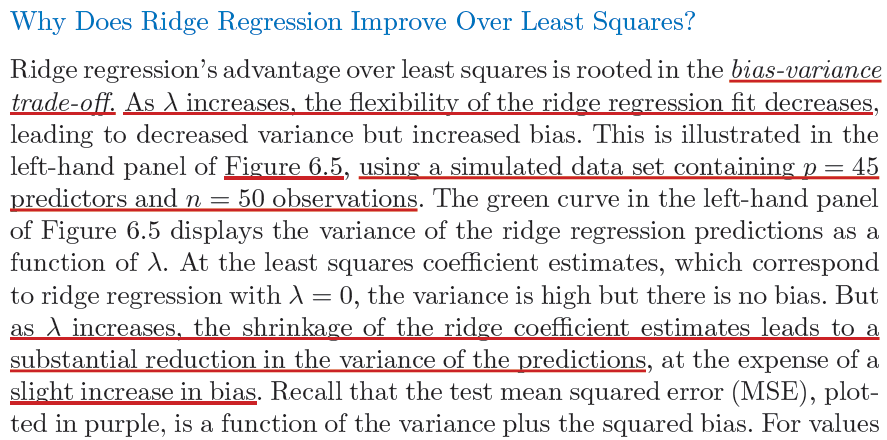 Why Does Ridge Regression Improve Over Least Squares?
Ridge regression's advantage over least squares is rooted in the bias-variance
trade-off. As λ increases, the flexibility of the ridge regression fit decreases,
leading to decreased variance but increased bias. This is illustrated in the
left-hand panel of Figure 6.5, using a simulated data set containing p = 45
predictors and n = 50 observations. The green curve in the left-hand panel
of Figure 6.5 displays the variance of the ridge regression predictions as a
function of λ. At the least squares coefficient estimates, which correspond
to ridge regression with λ = 0, the variance is high but there is no bias. But
as λ increases, the shrinkage of the ridge coefficient estimates leads to a
substantial reduction in the variance of the predictions, at the expense of a
slight increase in bias. Recall that the test mean squared error (MSE), plot-
ted in purple, is a function of the variance plus the squared bias. For values